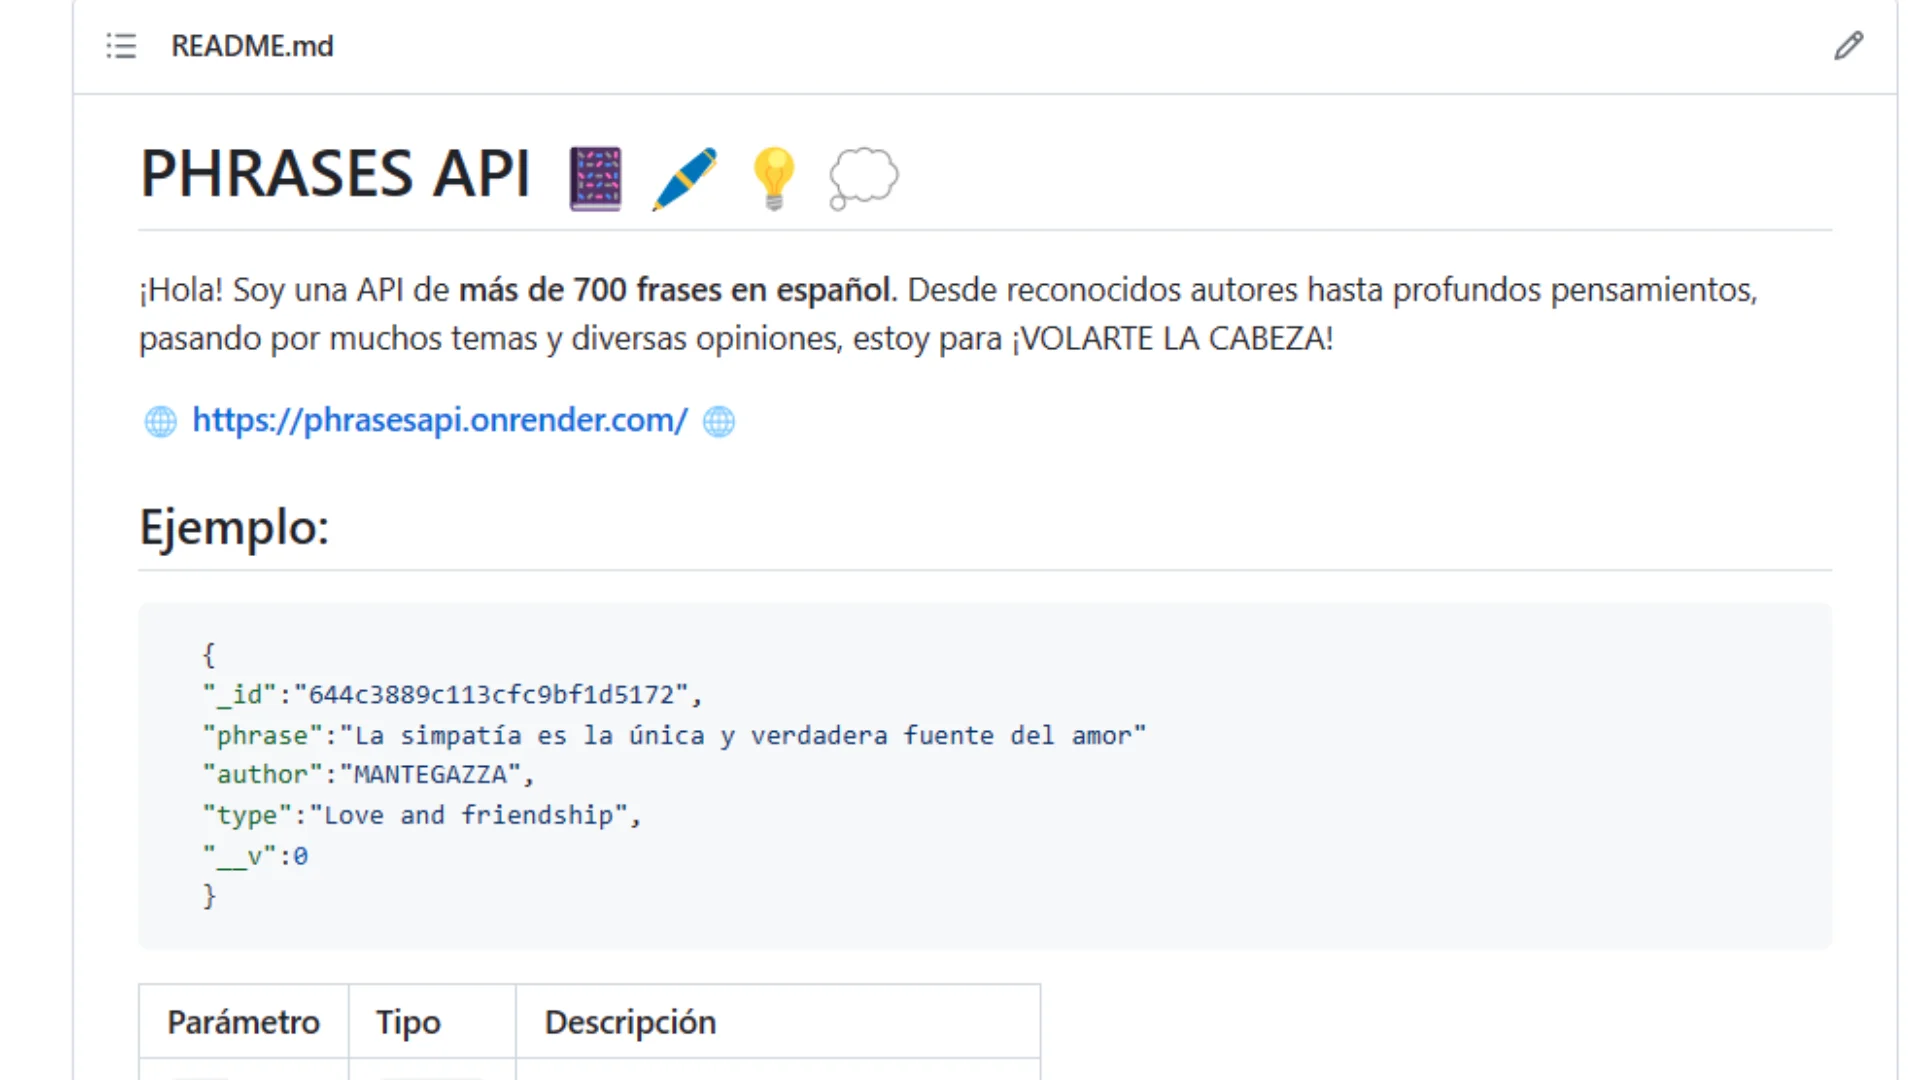 README.md
PHRASES API
¡Hola! Soy una API de más de 700 frases en español. Desde reconocidos autores hasta profundos pensamientos,
pasando por muchos temas y diversas opiniones, estoy para ¡VOLARTE LA CABEZA!
https://phrasesapi.onrender.com/
Ejemplo:
{
"_id":"644c3889c113cfc9bf1d5172",
"phrase":"La simpatía es la única y verdadera fuente del amor"
"author":"MANTEGAZZA",
"type":"Love and friendship",
"__v":0
}
Parámetro Tipo Descripción